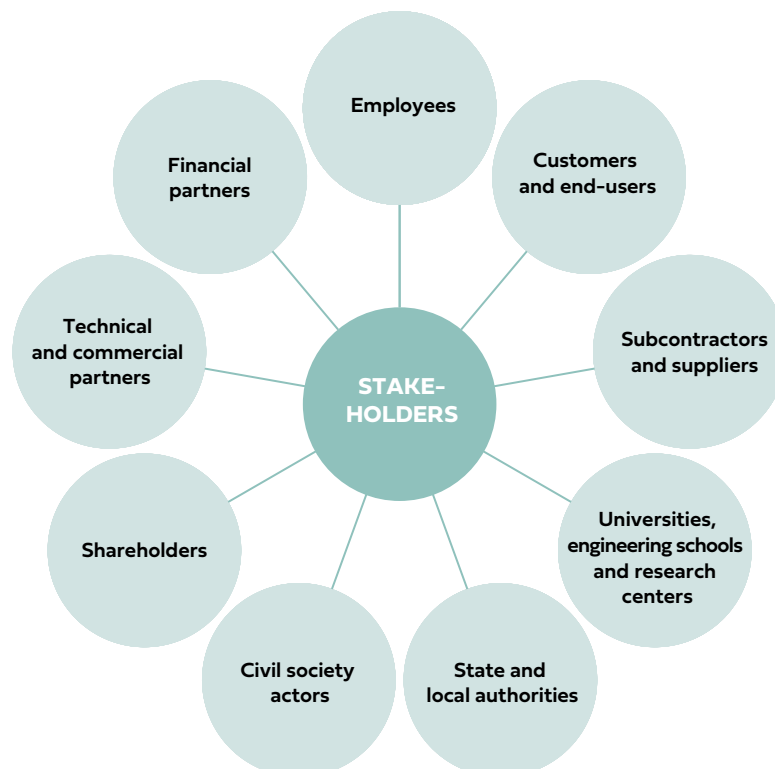 Employees
Customers
and end-users
Subcontractors
and suppliers
Universities,
engineering schools
and research
centers
State and
local authorities
Civil society
actors
Shareholders
Technical
and commercial
partners
Financial
partners
STAKE-
HOLDERS